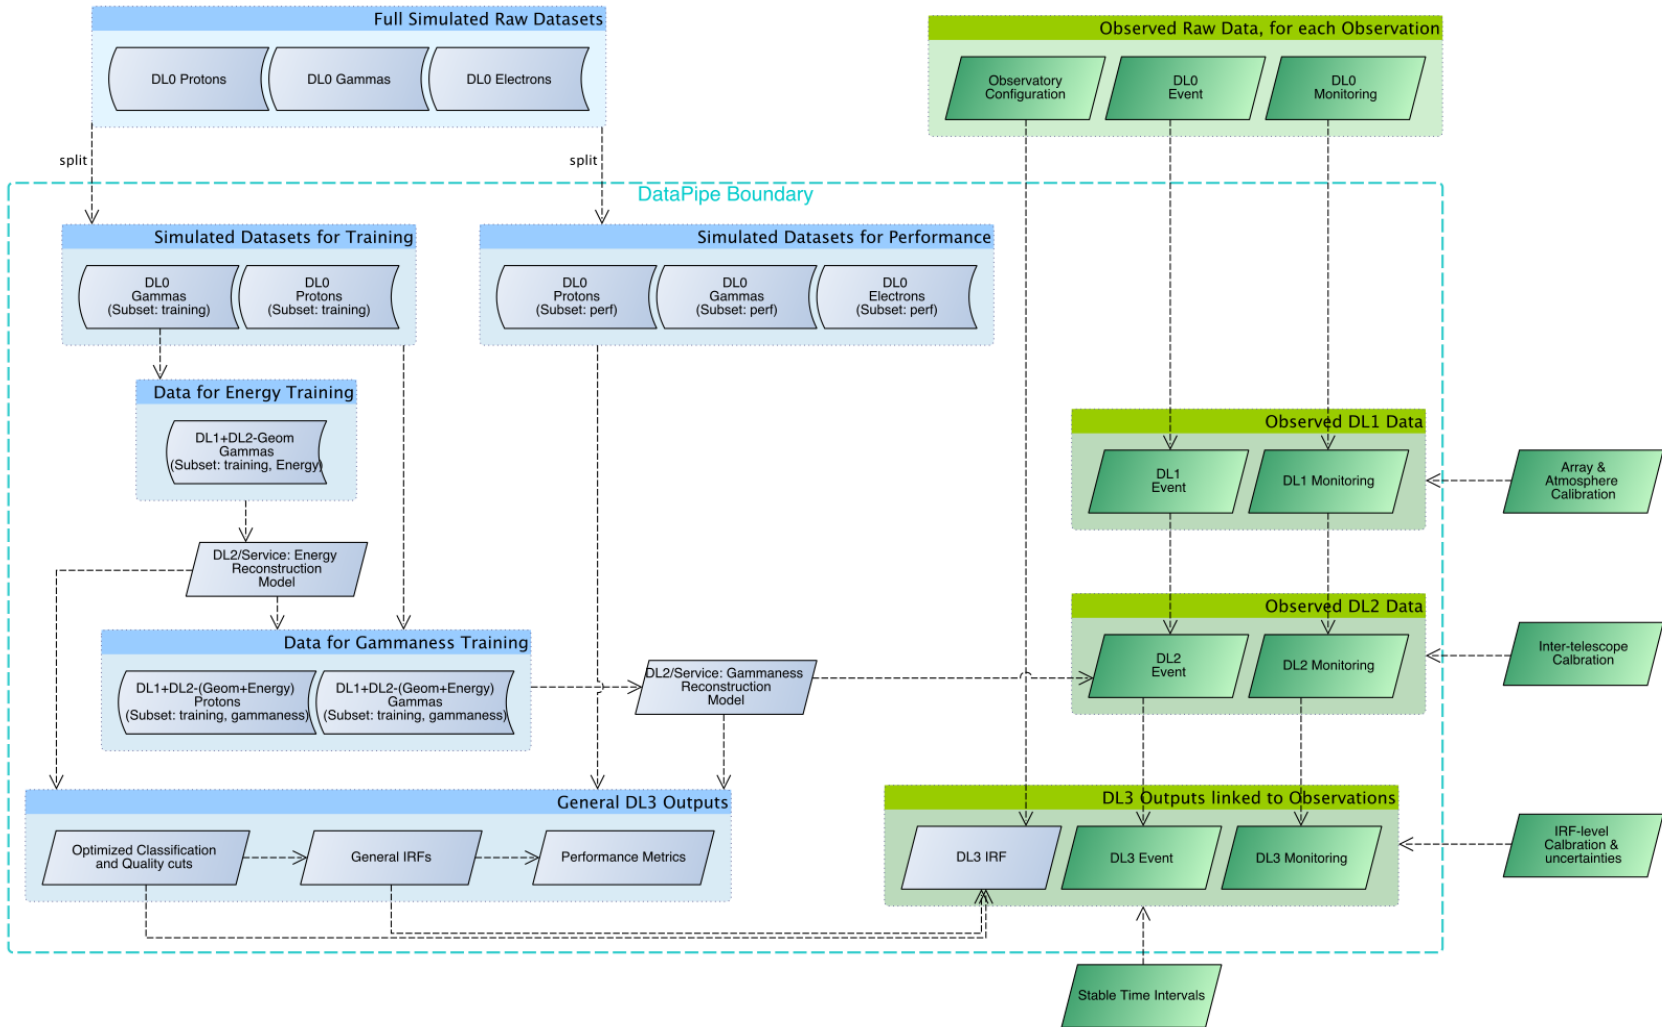 Full Simulated Raw Datasets
DL0 Protons
DL0 Gammas
DL0 Electrons
Observed Raw Data, for each Observation
Observatory
Configuration
DL0
Event
DL0
Monitoring
split
split
DataPipe Boundary
Simulated Datasets for Training
DL0
Gammas
(Subset: training)
DL0
Protons
(Subset: training)
Simulated Datasets for Performance
DL0
Protons
(Subset: perf)
DL0
Gammas
(Subset: perf)
DL0
Electrons
(Subset: perf)
Data for Energy Training
DL1+DL2-Geom
Gammas
(Subset: training, Energy)
Observed DL1 Data
DL1
Event
DL1 Monitoring
Array &
Atmosphere
Calibration
DL2/Service: Energy
Reconstruction
Model
Observed DL2 Data
DL2
Event
DL2 Monitoring
Inter-telescope
Calbration
Data for Gammaness Training
DL1+DL2-(Geom+Energy)
Protons
(Subset: training, gammaness)
DL1+DL2-(Geom+Energy)
Gammas
(Subset: training, gammaness)
DL2/Service: Gammaness
Reconstruction
Model
General DL3 Outputs
Optimized Classification
and Quality cuts
General IRFs
Performance Metrics
DL3 Outputs linked to Observations
DL3 IRF
DL3 Event
DL3 Monitoring
IRF-level
Calbration &
uncertainties
Stable Time Intervals